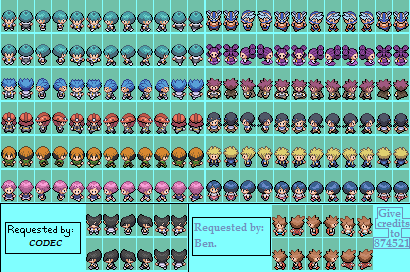 Requested by:
CODEC
Requested by:
Ben.
Give
credits
to
874521